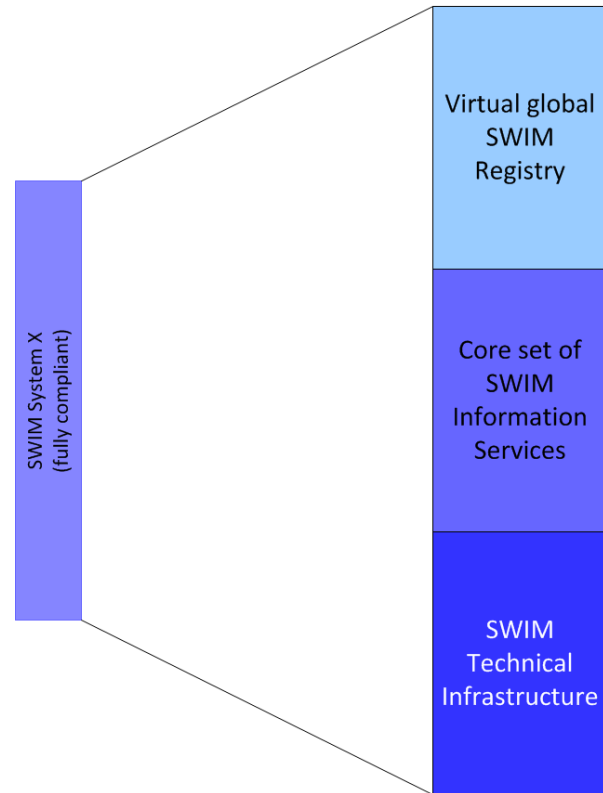 SWIM System X
(fully compliant)
Virtual global
SWIM
Registry
Core set of
SWIM
Information
Services
SWIM
Technical
Infrastructure